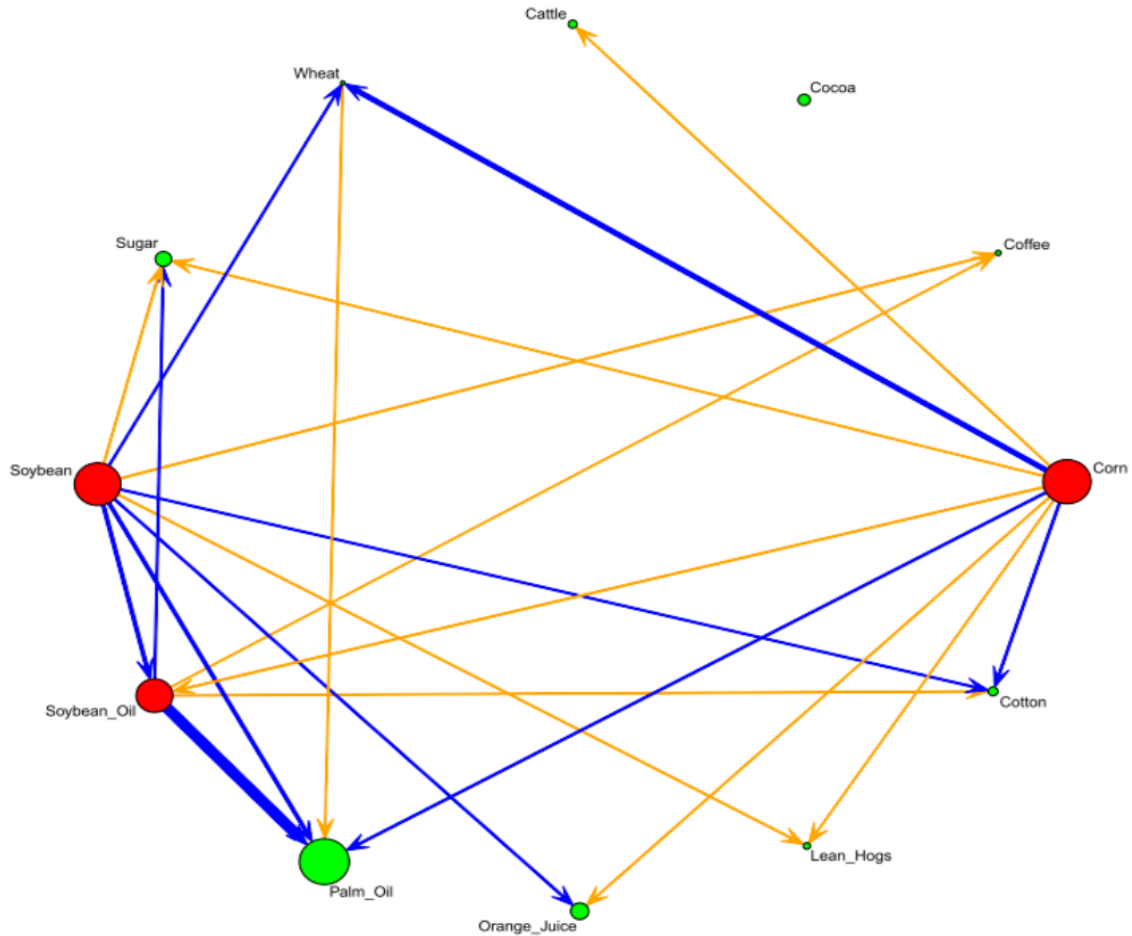 Cattle
Wheat
Cocoa
Sugar
Coffee
Soybean
Corn
Soybean_Oil
Cotton
Lean_Hogs
Palm_Oil
Orange_Juice